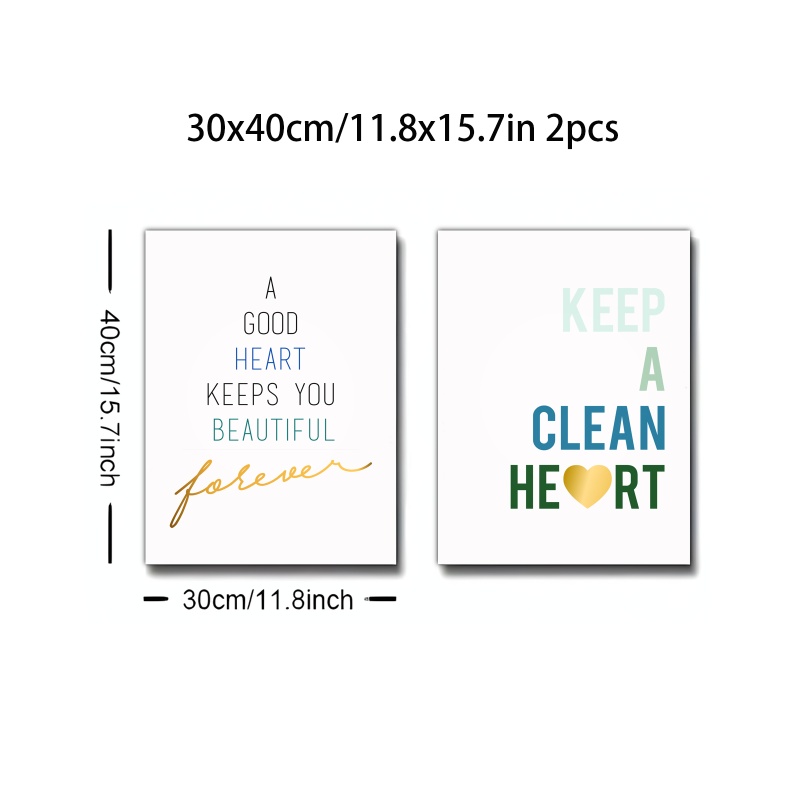 30x40cm/11.8x15.7in 2pcs
40cm/15.7inch
A
GOOD
HEART
KEEPS YOU
BEAUTIFUL
forever
30cm/11.8inch
KEEP
A
CLEAN
HE♥RT